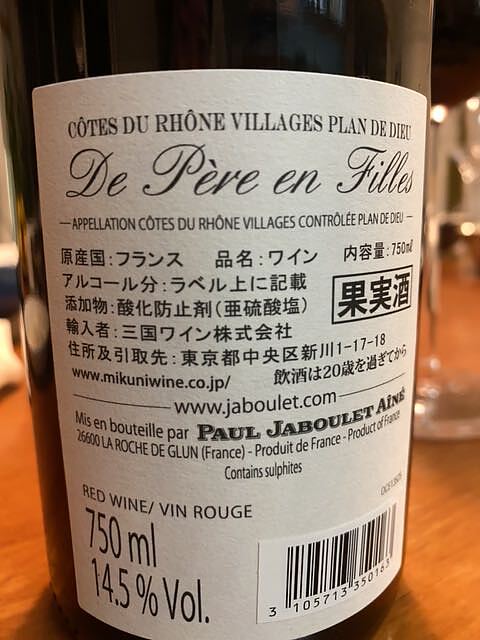 CÔTES DU RHÔNE VILLAGES PLAN DE DIEU
De Père en Filles
APPELLATION CÔTES DU RHÔNE VILLAGES CONTRÔLÉE PLAN DE DIEU
原産国:フランス 品名:ワイン 内容量:750ml
アルコール分:ラベル上に記載
添加物:酸化防止剤(亜硫酸塩)
果実酒
輸入者:三国ワイン株式会社
住所及引取先:東京都中央区新川1-17-18
www.mikuniwine.co.jp/ 飲酒は20歳を過ぎてから
www.jaboulet.com
Mis en bouteille par PAUL JABOULET AÎNÉ
26600 LA ROCHE DE GLUN (France) - Produit de France - Product of France
Contains sulphites
RED WINE/ VIN ROUGE
750 ml
14.5 % Vol.
3 105713 350163